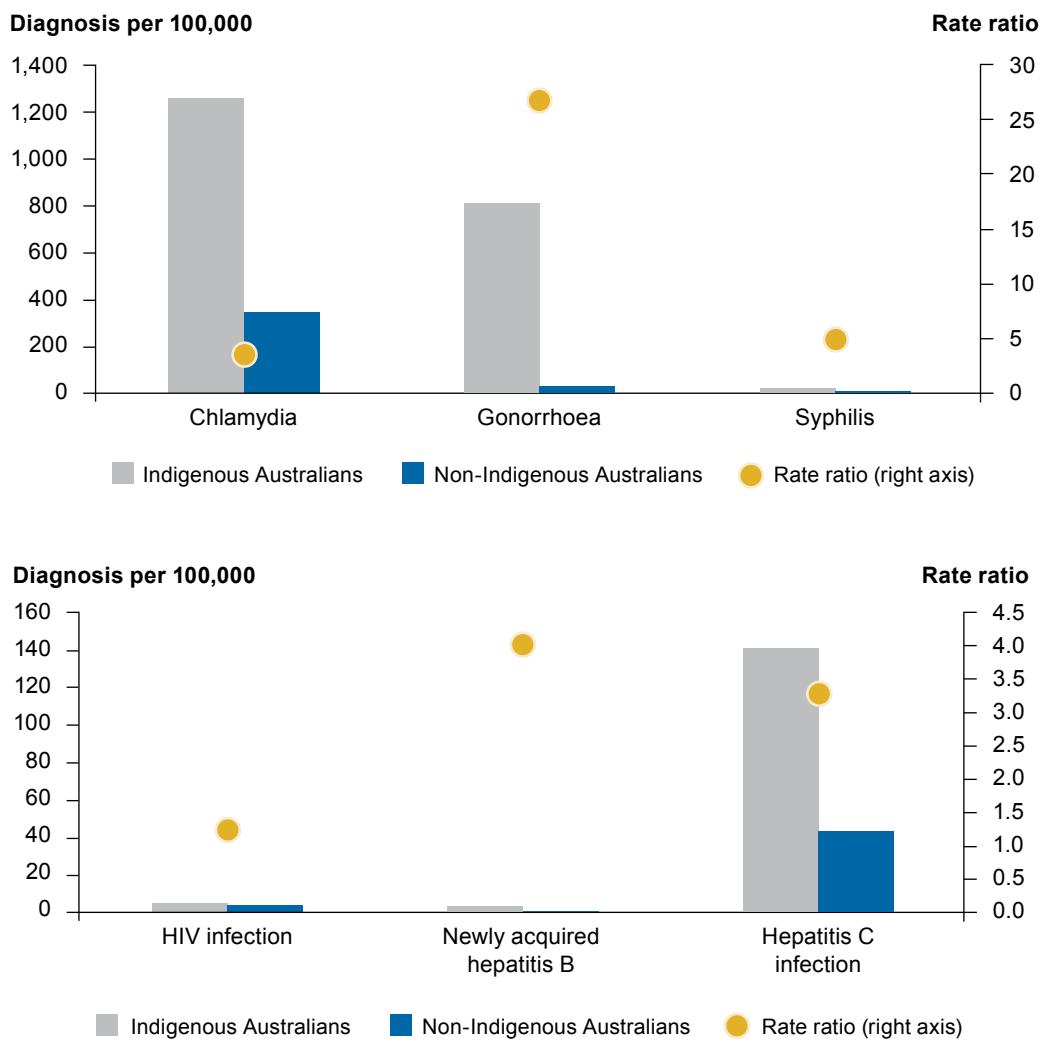 Diagnosis per 100,000 Rate ratio
1,400 30
1,200 25
1,000
800 20
600 15
400 10
200 5
0 0
Chlamydia Gonorrhoea Syphilis
Indigenous Australians Non-Indigenous Australians Rate ratio (right axis)
Diagnosis per 100,000 Rate ratio
160 4.5
140 4.0
120 3.5
100 3.0
80 2.5
60 2.0
40 1.5
20 1.0
0 0.5
0.0
HIV infection Newly acquired Hepatitis C
hepatitis B infection
Indigenous Australians Non-Indigenous Australians Rate ratio (right axis)